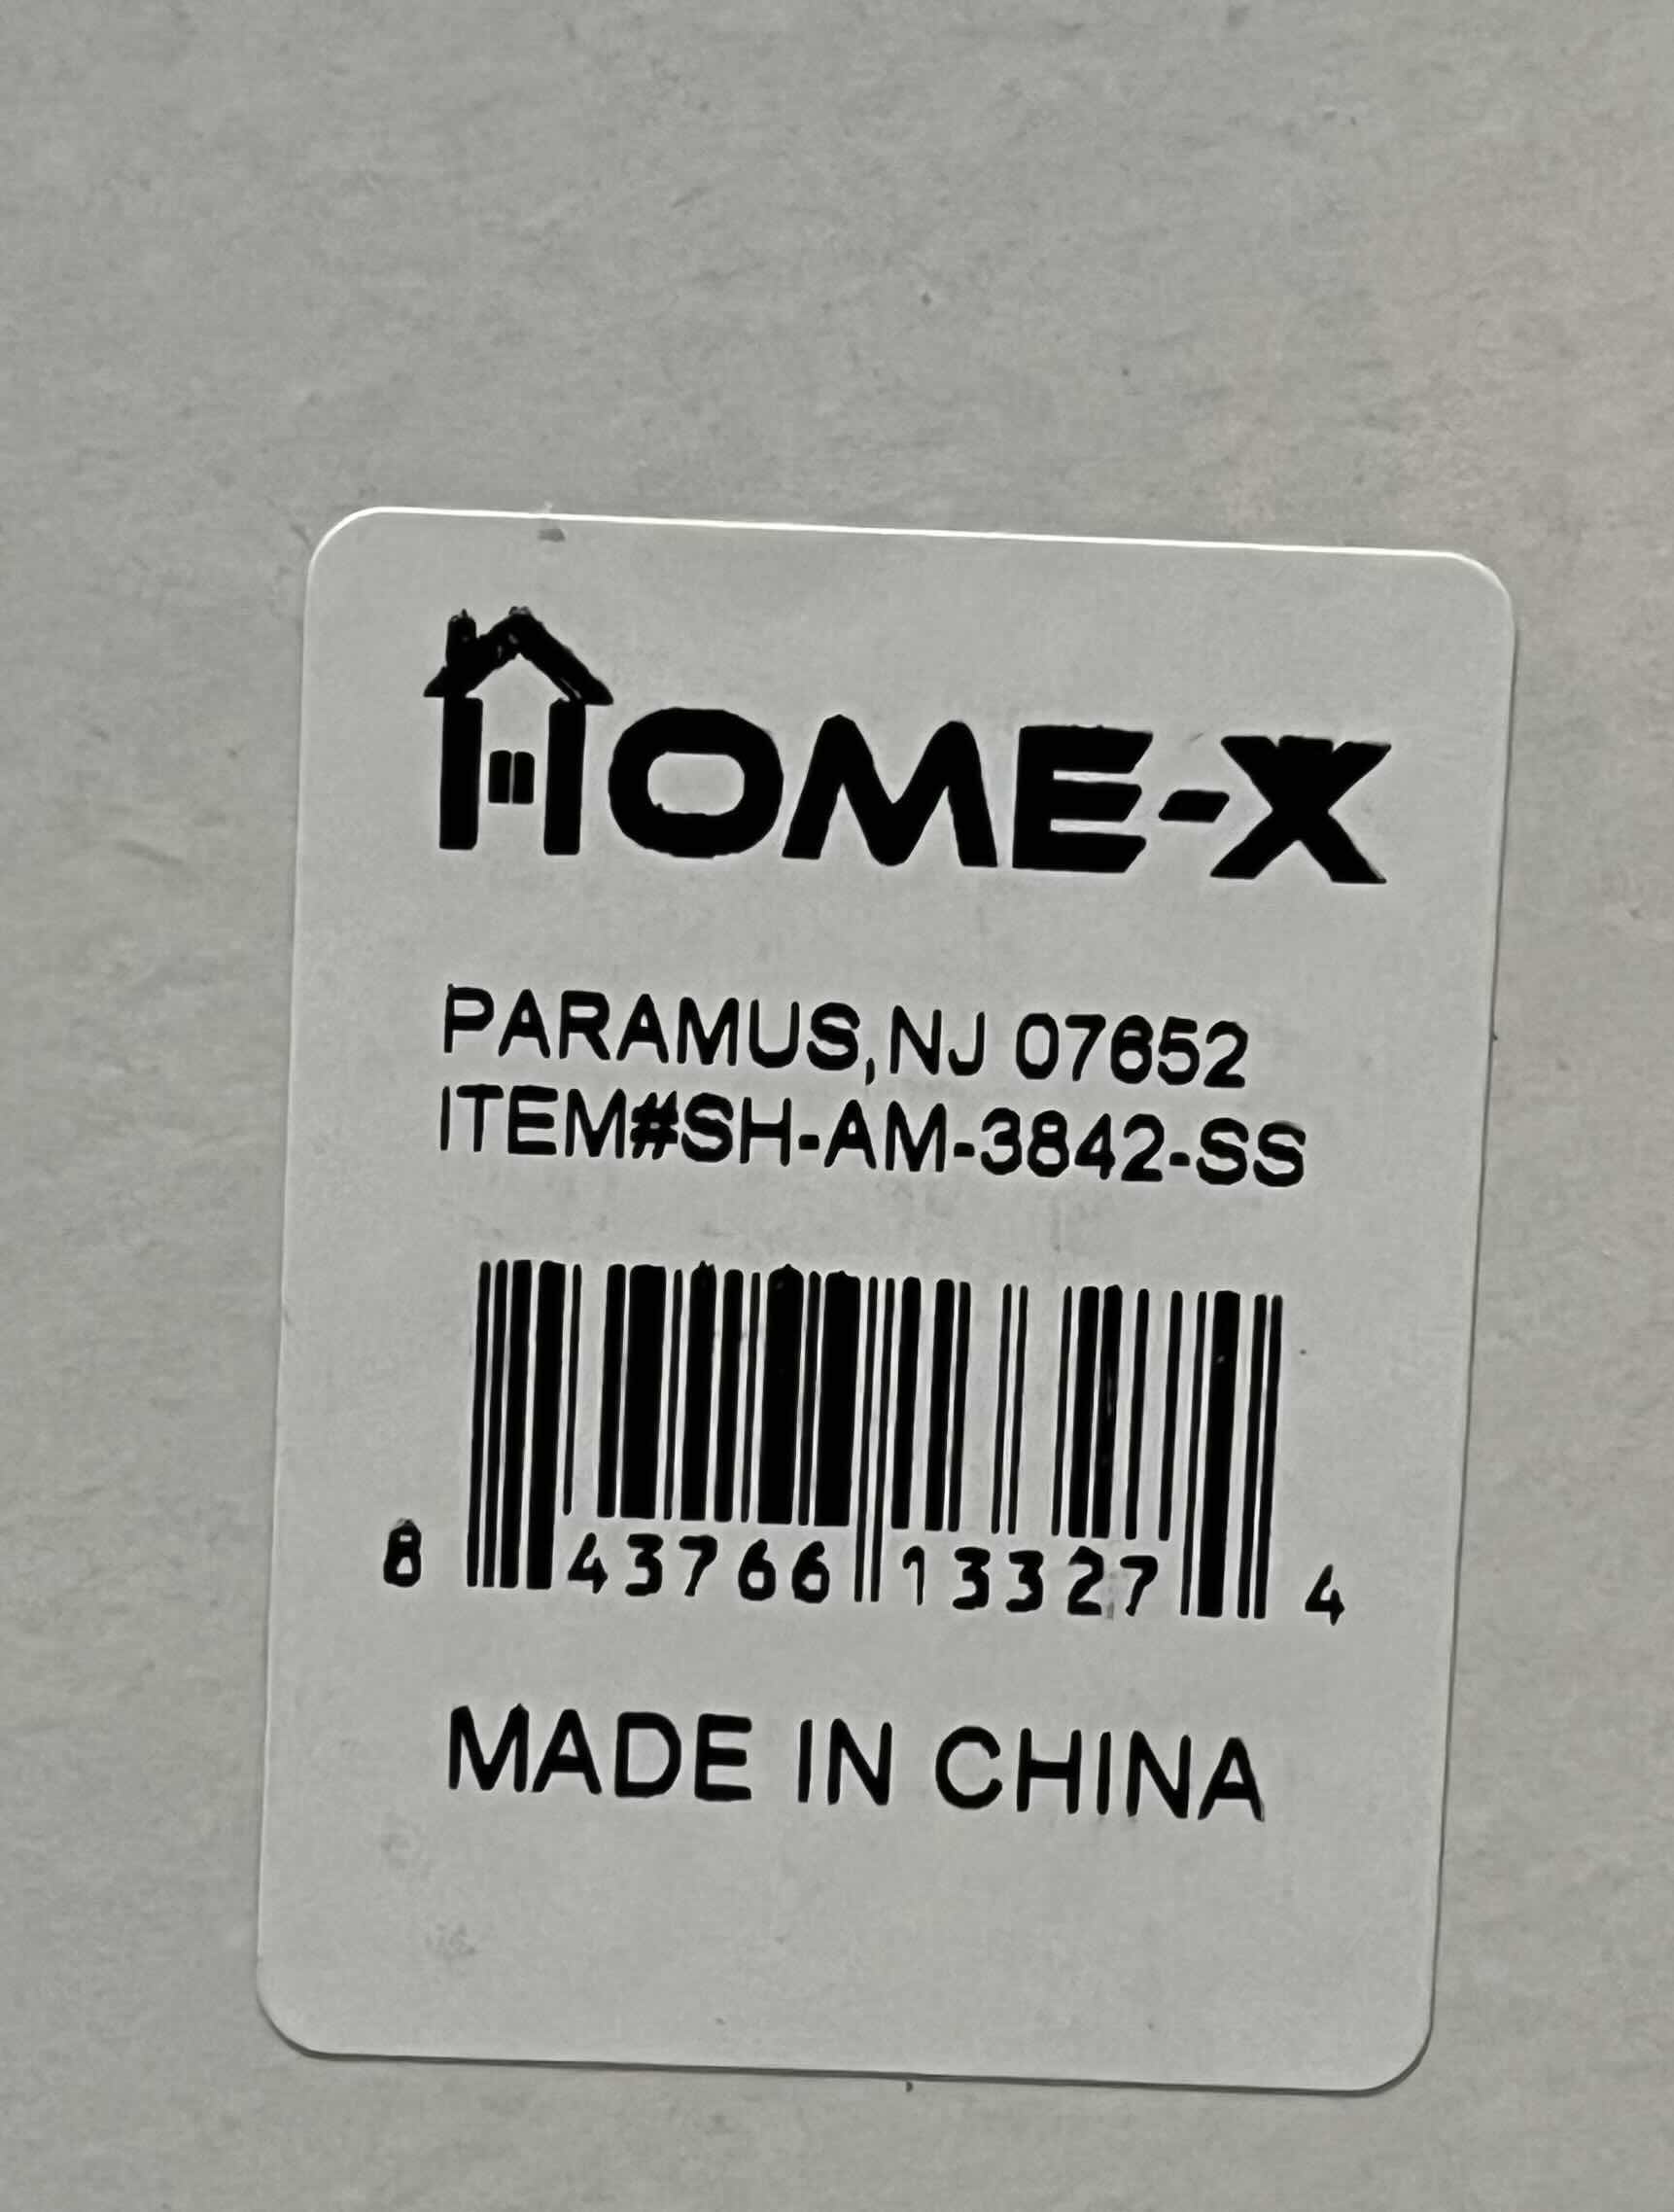 HOME-X
PARAMUS,NJ 07652
ITEM#SH-AM-3842-SS
8 43766 13327 4
MADE IN CHINA